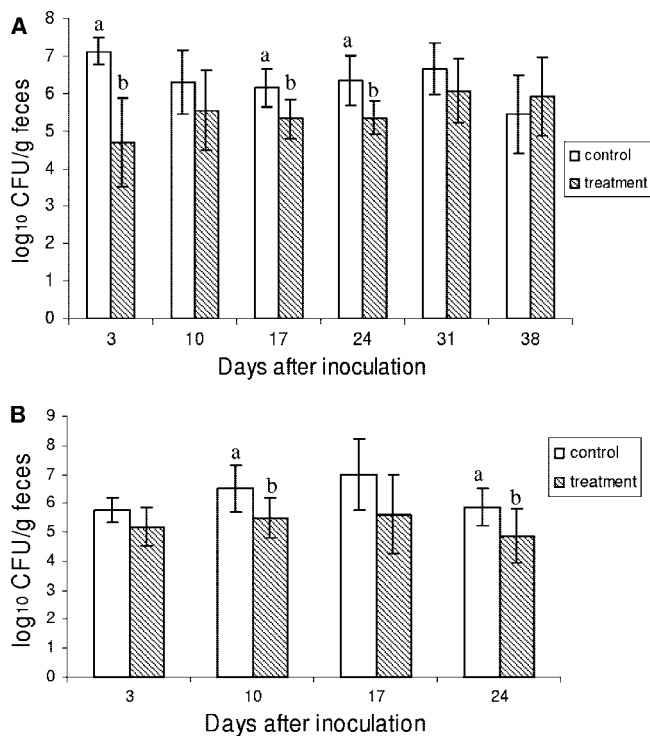 A
8
7
6
5
4
3
2
1
0
log10 CFU/g feces
a
b
a
b
a
b
control
treatment
3 10 17 24 31 38
Days after inoculation
B
9
8
7
6
5
4
3
2
1
0
log10 CFU/g feces
a
b
a
b
control
treatment
3 10 17 24
Days after inoculation